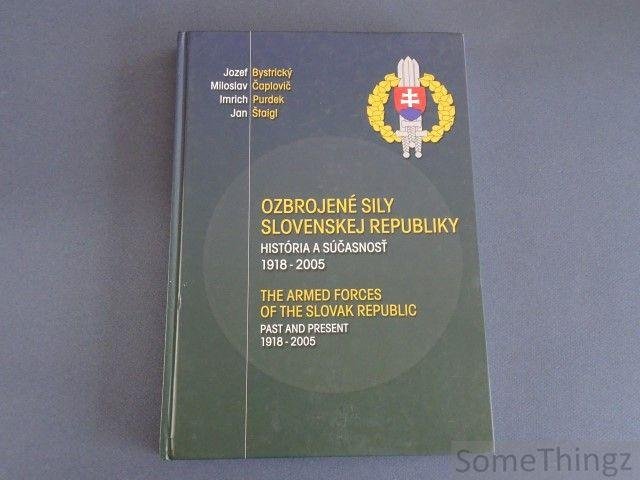 Jozef Bystrický
Miloslav Čaplovič
Imrich Purdek
Jan Štaigl
OZBROJENÉ SILY
SLOVENSKEJ REPUBLIKY
HISTÓRIA A SÚČASNOSŤ
1918 - 2005
THE ARMED FORCES
OF THE SLOVAK REPUBLIC
PAST AND PRESENT
1918 - 2005
SomeThingz